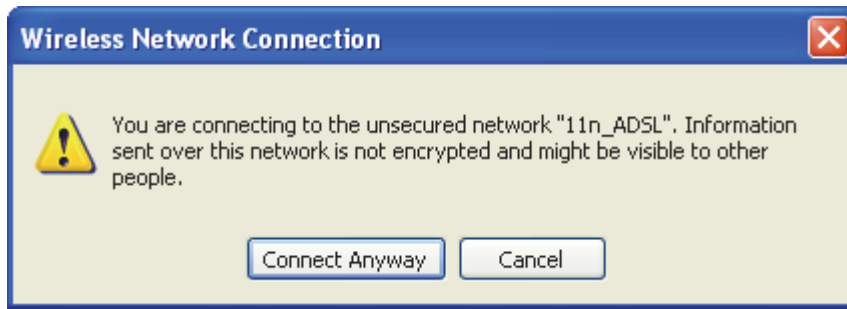 Wireless Network Connection
You are connecting to the unsecured network "11n_ADSL". Information
sent over this network is not encrypted and might be visible to other
people.
Connect Anyway
Cancel